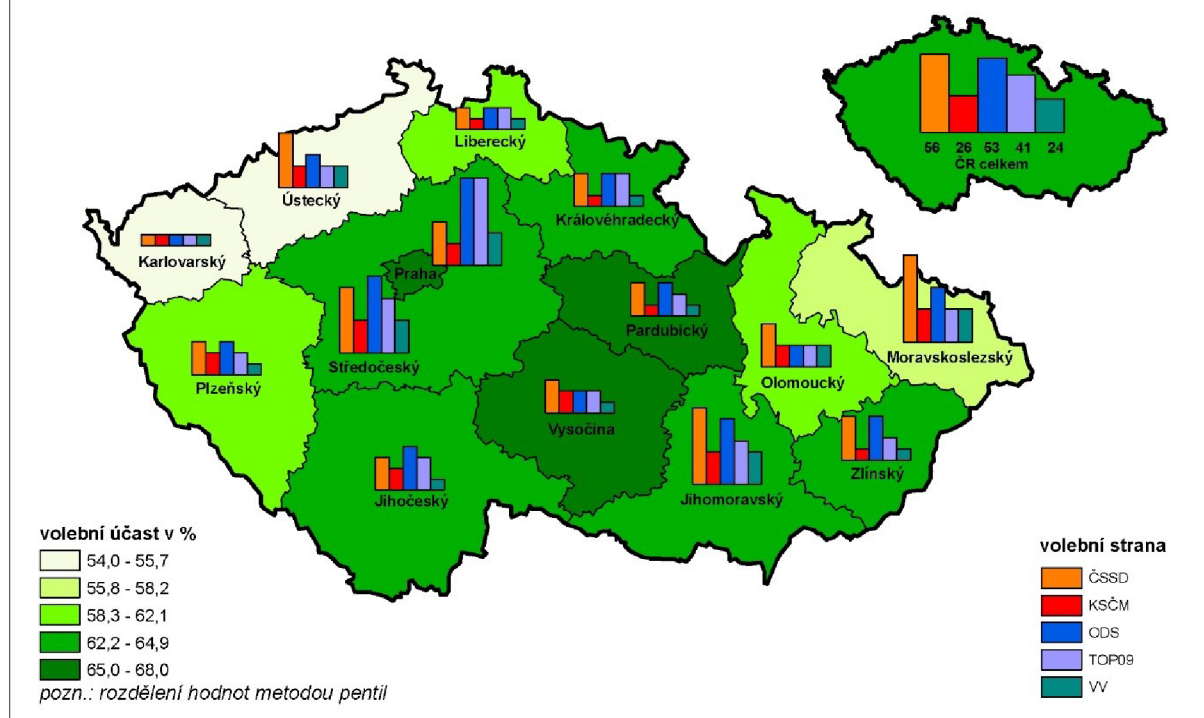 56 26 53 41 24
ČR celkem
Liberecký
Ústecký
Královéhradecký
Karlovarský
Praha
Pardubický
Moravskoslezský
Středočeský
Plzeňský
Olomoucký
Vysočina
Zlínský
Jihočeský
Jihomoravský
volební účast v %
54,0 - 55,7
55,8 - 58,2
58,3 - 62,1
62,2 - 64,9
65,0 - 68,0
pozn.: rozdělení hodnot metodou pentil
volební strana
ČSSD
KSČM
ODS
TOP09
VV